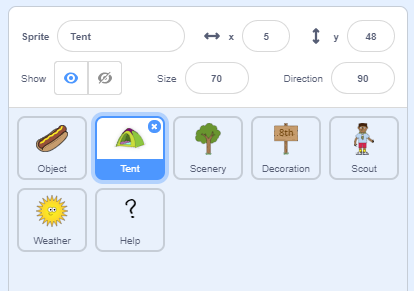 Sprite Tent x 5 y 48
Show Size 70 Direction 90
..8th
Object Tent Scenery Decoration Scout
?
Weather Help